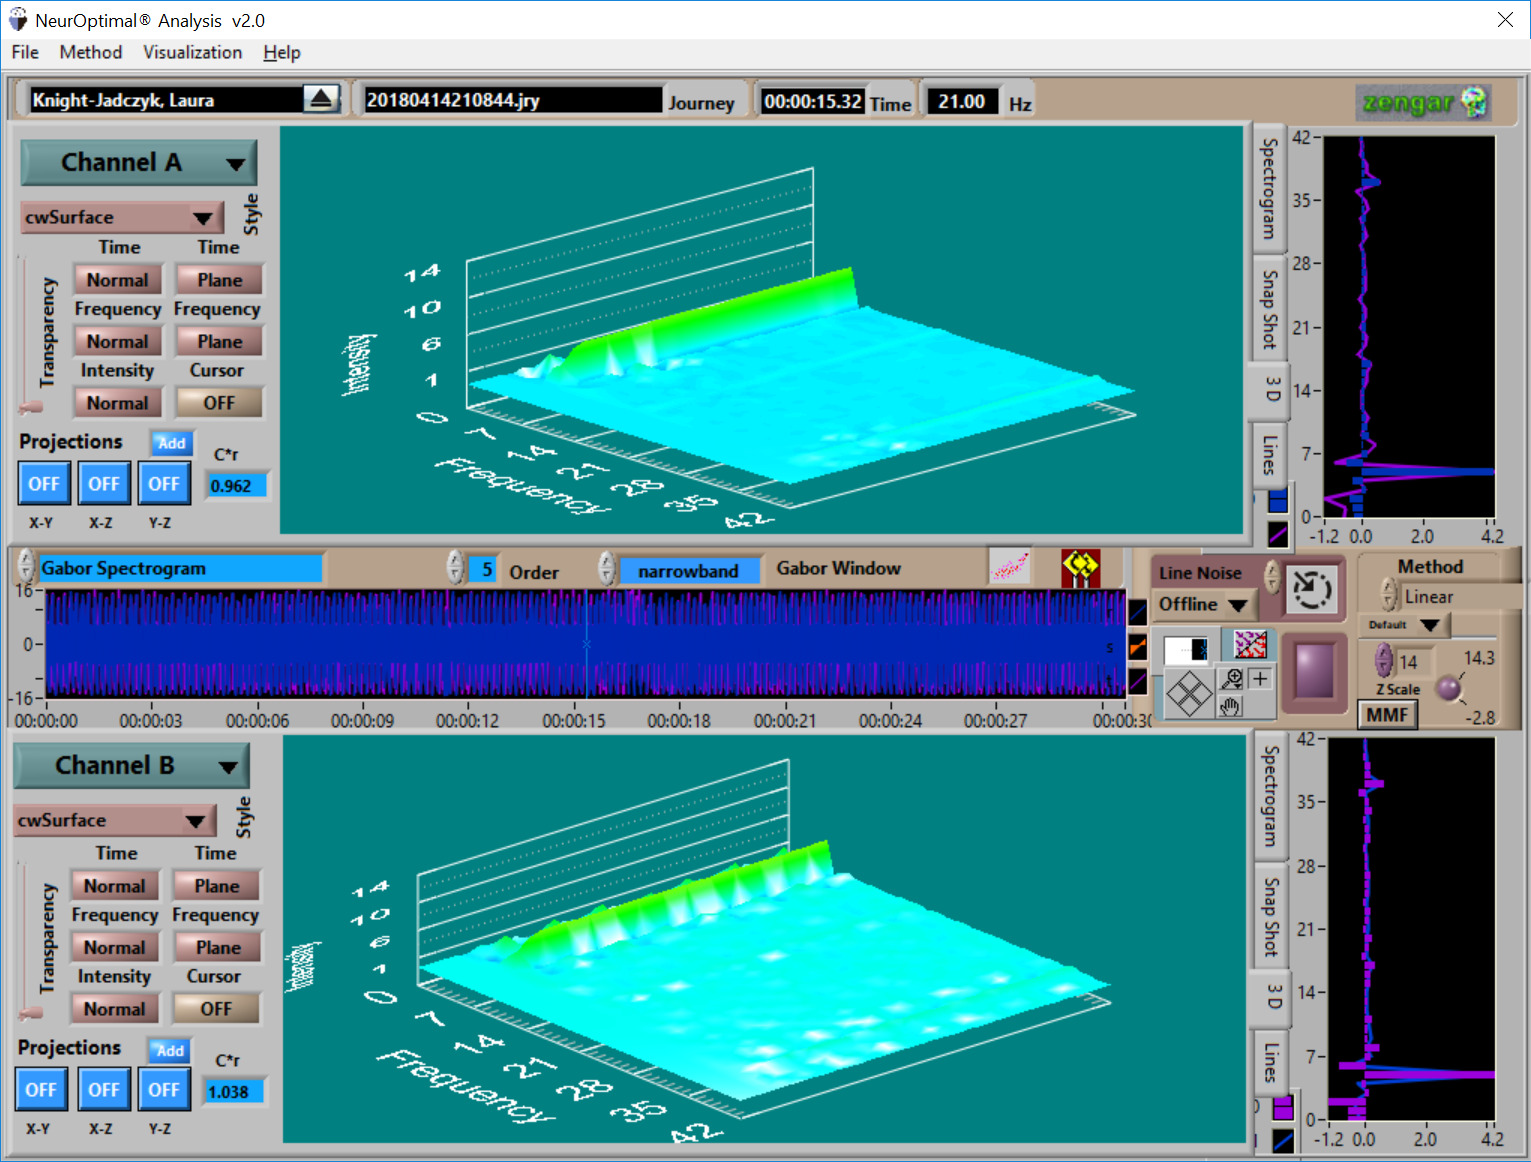 NeurOptimal® Analysis v2.0
File Method Visualization Help
Knight-Jadczyk, Laura 20180414210844.jry Journey 00:00:15.32 Time 21.00 Hz zengar
Channel A
cwSurface
Style
Time Time
Normal Plane
Frequency Frequency
Normal Plane
Intensity Cursor
Normal OFF
Transparency
Projections Add C*r
OFF OFF OFF 0.962
X-Y X-Z Y-Z
14
10
6
1
0
Intensity
7 14 21 28 35 42
Frequency
Spectrogram
Snap Shot
3 D
Lines
42
35
28
21
14
7
0
-1.2 0.0 2.0 4.2
Gabor Spectrogram 5 Order narrowband Gabor Window
16
0
-16
r
s
t
00:00:00 00:00:03 00:00:06 00:00:09 00:00:12 00:00:15 00:00:18 00:00:21 00:00:24 00:00:27 00:00:30
Line Noise
Offline
Method
Linear
Default
14 14.3
Z Scale
MMF -2.8
Channel B
cwSurface
Style
Time Time
Normal Plane
Frequency Frequency
Normal Plane
Intensity Cursor
Normal OFF
Transparency
Projections Add C*r
OFF OFF OFF 1.038
X-Y X-Z Y-Z
14
10
6
1
0
Intensity
7 14 21 28 35 42
Frequency
Spectrogram
Snap Shot
3 D
Lines
42
35
28
21
14
7
0
-1.2 0.0 2.0 4.2